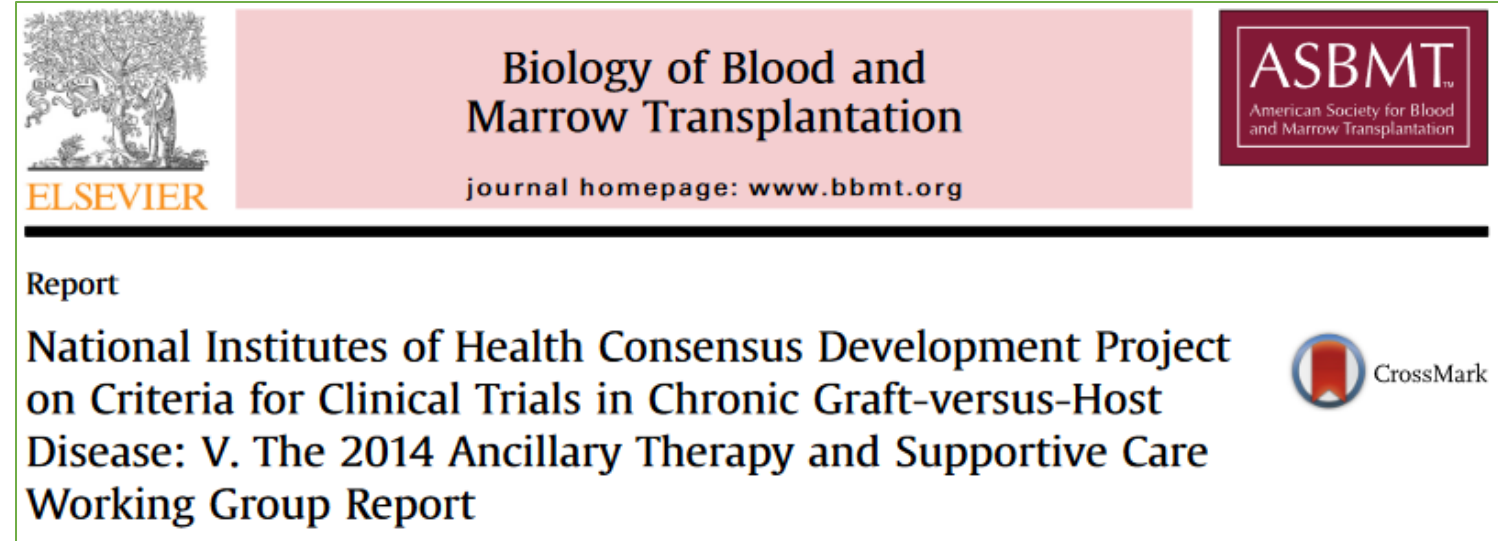 Biology of Blood and
Marrow Transplantation
journal homepage: www.bbmt.org
ELSEVIER
ASBMT™
American Society for Blood
and Marrow Transplantation
Report
National Institutes of Health Consensus Development Project
on Criteria for Clinical Trials in Chronic Graft-versus-Host
Disease: V. The 2014 Ancillary Therapy and Supportive Care
Working Group Report
CrossMark